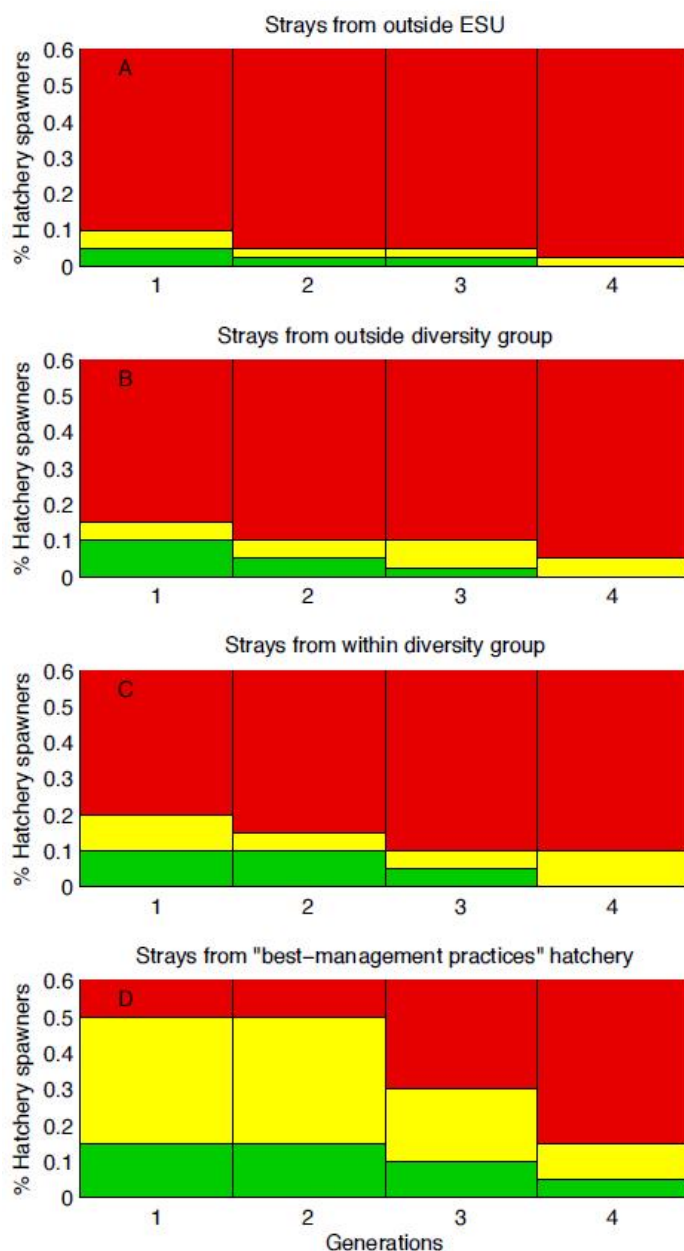 Strays from outside ESU
A
% Hatchery spawners
0.6
0.5
0.4
0.3
0.2
0.1
0
1 2 3 4
Strays from outside diversity group
B
% Hatchery spawners
0.6
0.5
0.4
0.3
0.2
0.1
0
1 2 3 4
Strays from within diversity group
C
% Hatchery spawners
0.6
0.5
0.4
0.3
0.2
0.1
0
1 2 3 4
Strays from "best−management practices" hatchery
D
% Hatchery spawners
0.6
0.5
0.4
0.3
0.2
0.1
0
1 2 3 4
Generations